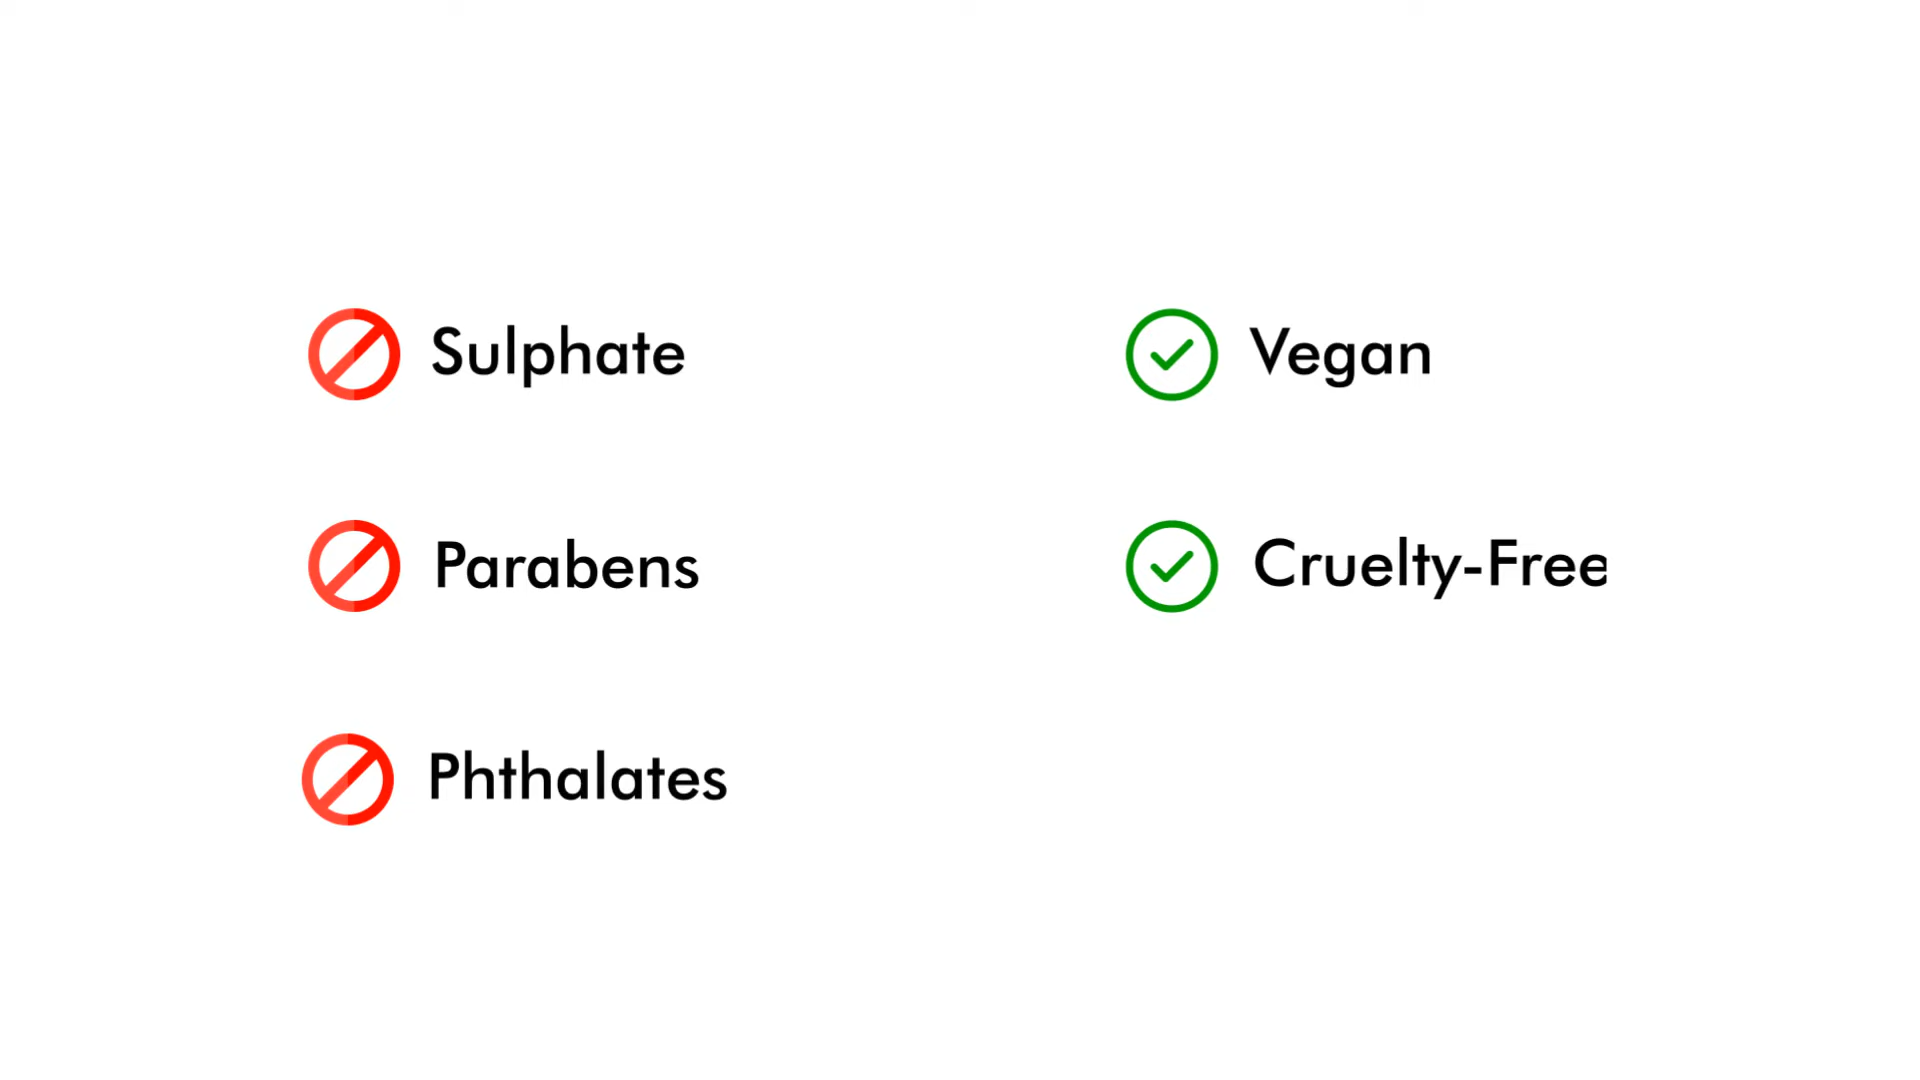 Sulphate
Parabens
Phthalates
Vegan
Cruelty-Free